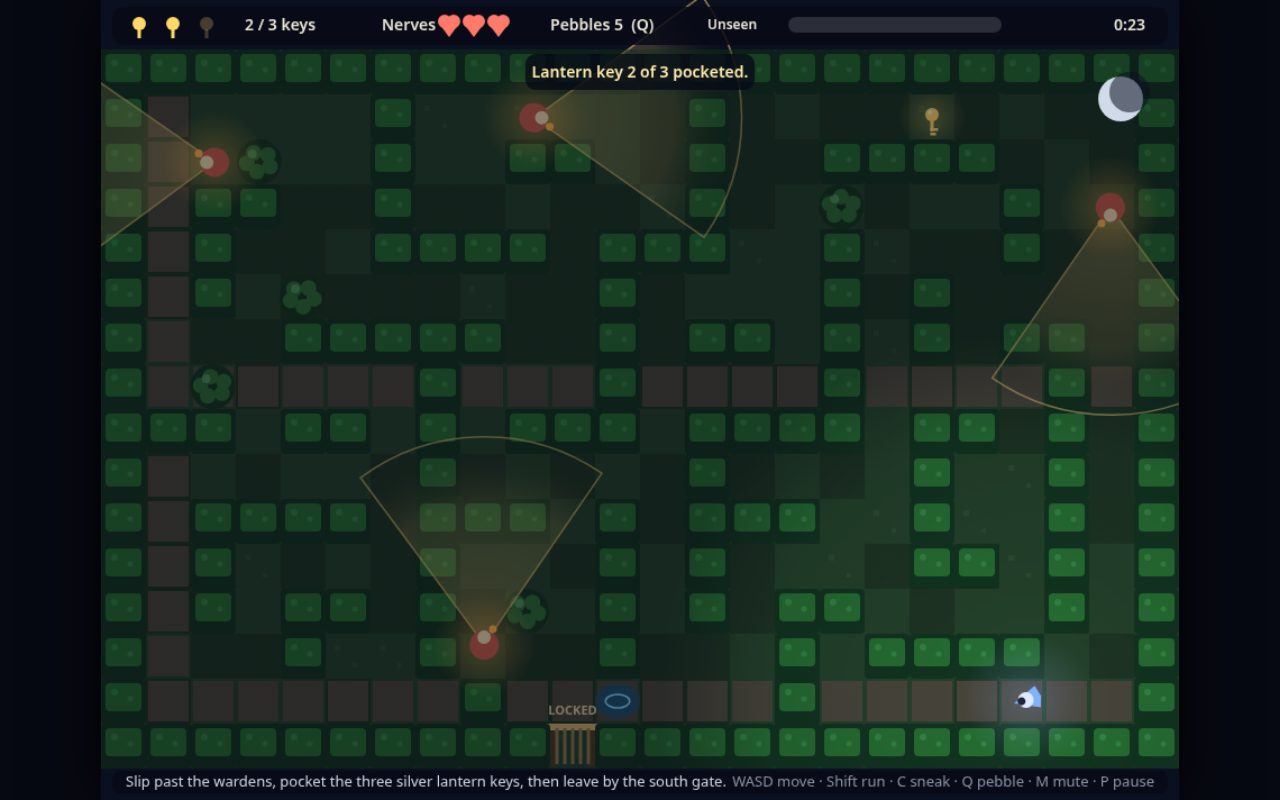 2 / 3 keys Nerves Pebbles 5 (Q) Unseen 0:23
Lantern key 2 of 3 pocketed.
LOCKED
Slip past the wardens, pocket the three silver lantern keys, then leave by the south gate. WASD move · Shift run · C sneak · Q pebble · M mute · P pause